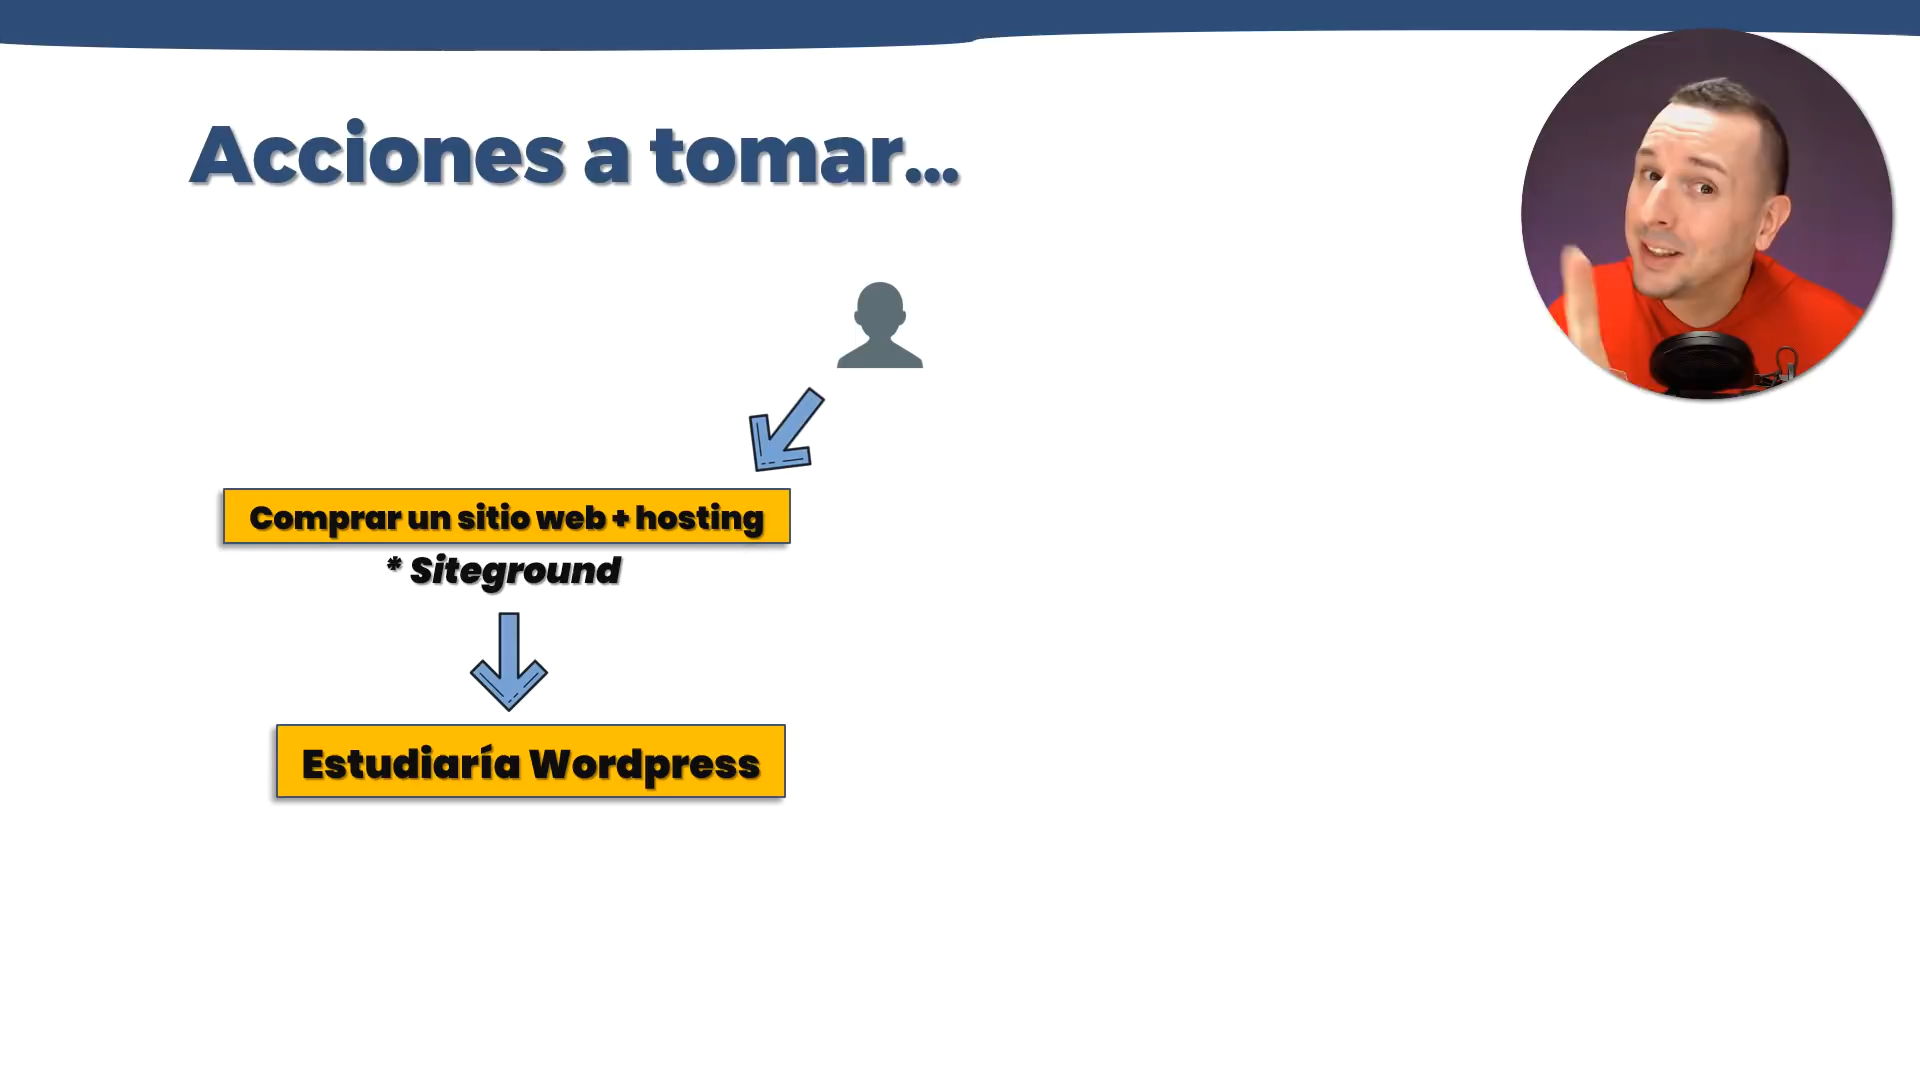 Acciones a tomar...
Comprar un sitio web + hosting
* Siteground
Estudiaría Wordpress